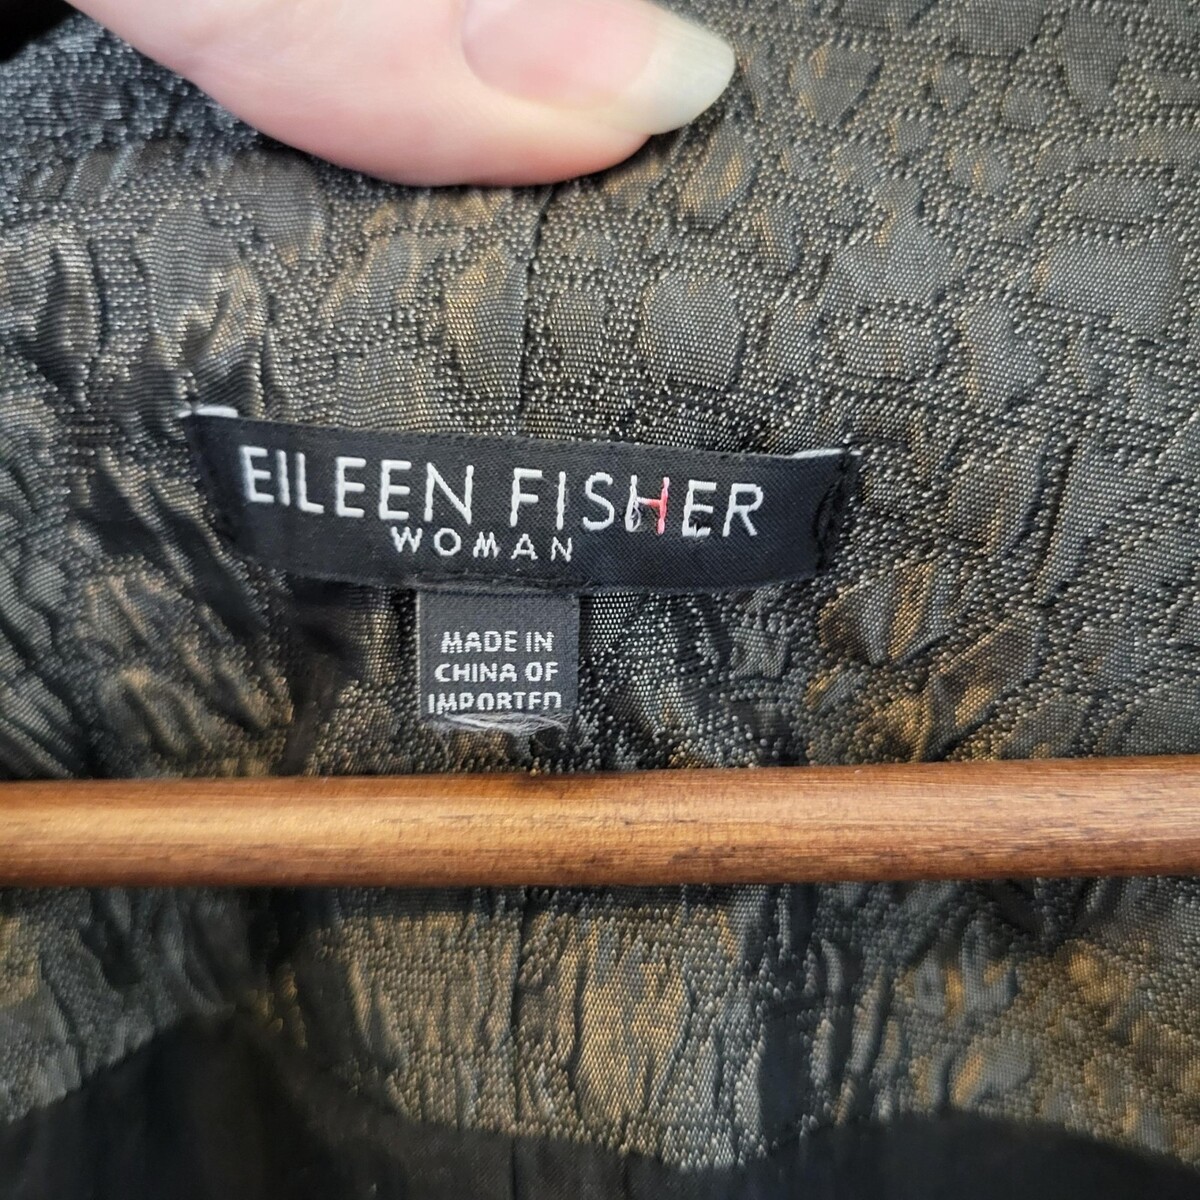 EILEEN FISHER
WOMAN
MADE IN
CHINA OF
IMPORTED